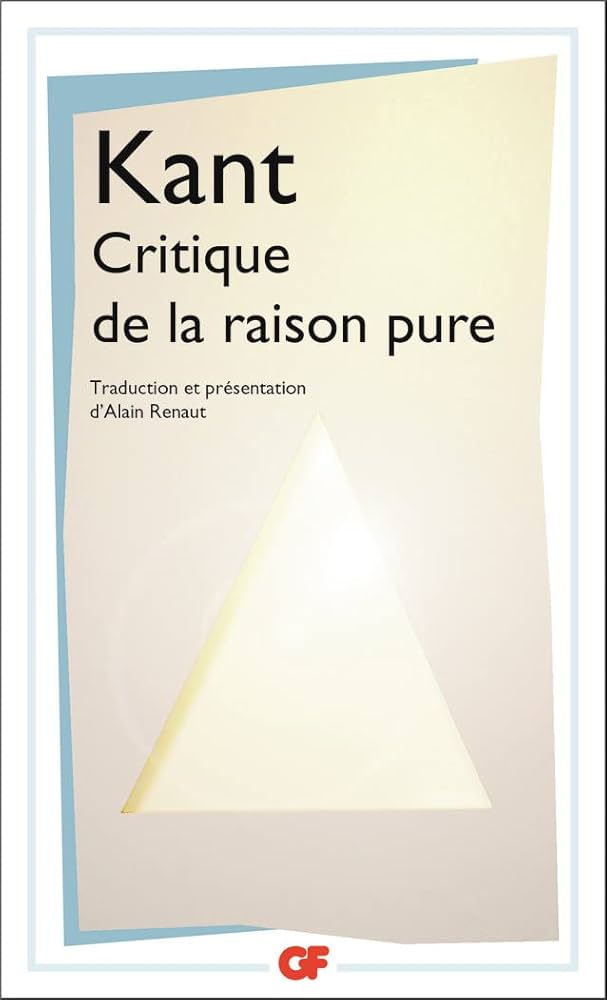 Kant
Critique
de la raison pure
Traduction et présentation
d'Alain Renaut
GF